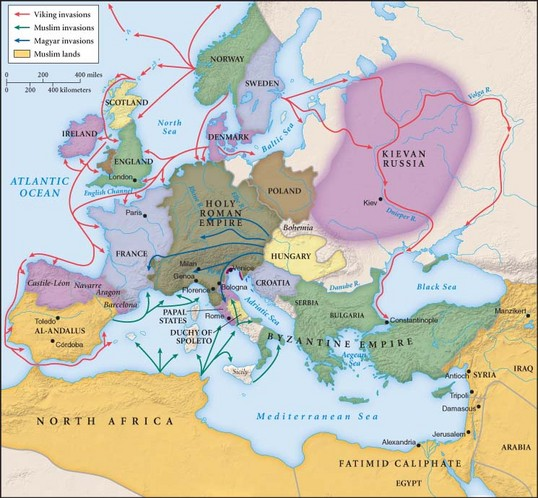 Viking invasions
Muslim invasions
Magyar invasions
Muslim lands
0 200 400 miles
0 200 400 kilometers
NORWAY
SWEDEN
SCOTLAND
North
Sea
IRELAND
DENMARK
Baltic Sea
Volga R.
ENGLAND
London
English Channel
KIEVAN
RUSSIA
ATLANTIC
OCEAN
HOLY
ROMAN
EMPIRE
POLAND
Kiev
Dnieper R.
Paris
Bohemia
FRANCE
HUNGARY
Milan
Venice
Genoa
Bologna
CROATIA
Danube R.
Black Sea
Castile-León
Navarre
Aragon
Barcelona
Florence
SERBIA
BULGARIA
Adriatic Sea
PAPAL
STATES
Rome
DUCHY OF
SPOLETO
Constantinople
Manzikert
Toledo
AL-ANDALUS
Córdoba
BYZANTINE EMPIRE
Aegean
Sea
Sicily
Antioch
SYRIA
IRAQ
Tripoli
Damascus
NORTH AFRICA
Mediterranean Sea
Jerusalem
Alexandria
ARABIA
FATIMID CALIPHATE
EGYPT